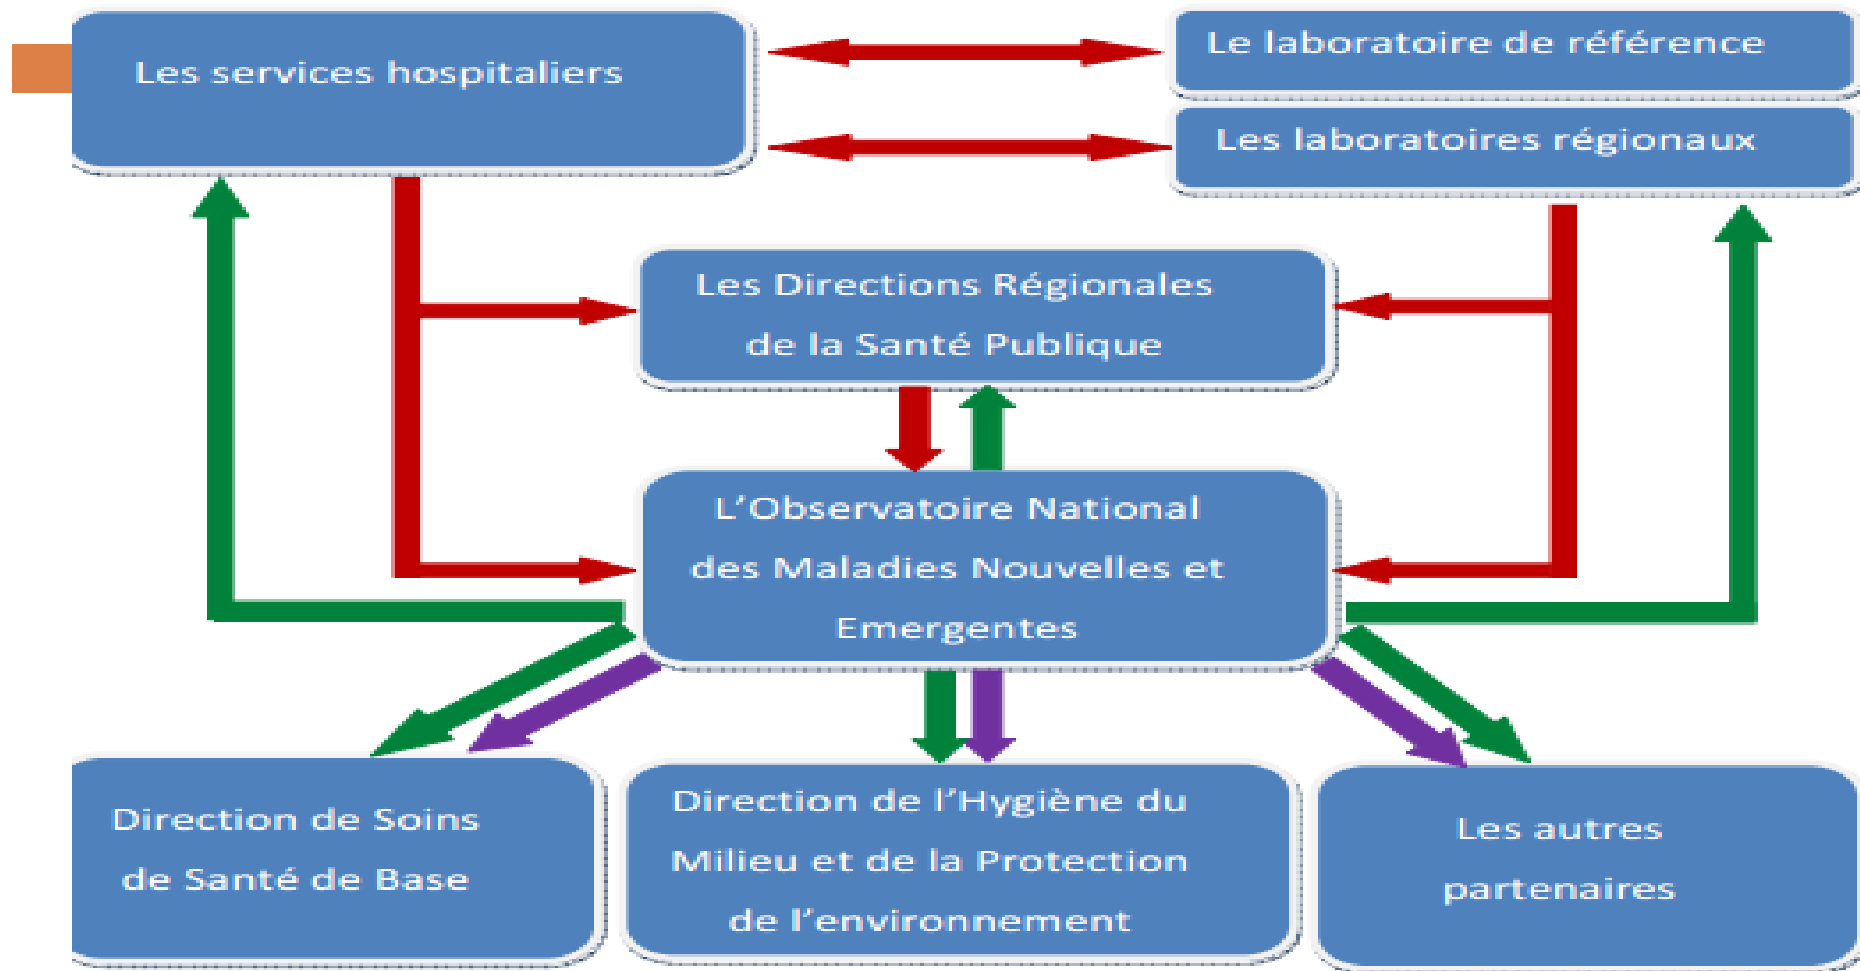 Les services hospitaliers
Le laboratoire de référence
Les laboratoires régionaux
Les Directions Régionales
de la Santé Publique
L’Observatoire National
des Maladies Nouvelles et
Emergentes
Direction de Soins
de Santé de Base
Direction de l’Hygiène du
Milieu et de la Protection
de l’environnement
Les autres
partenaires